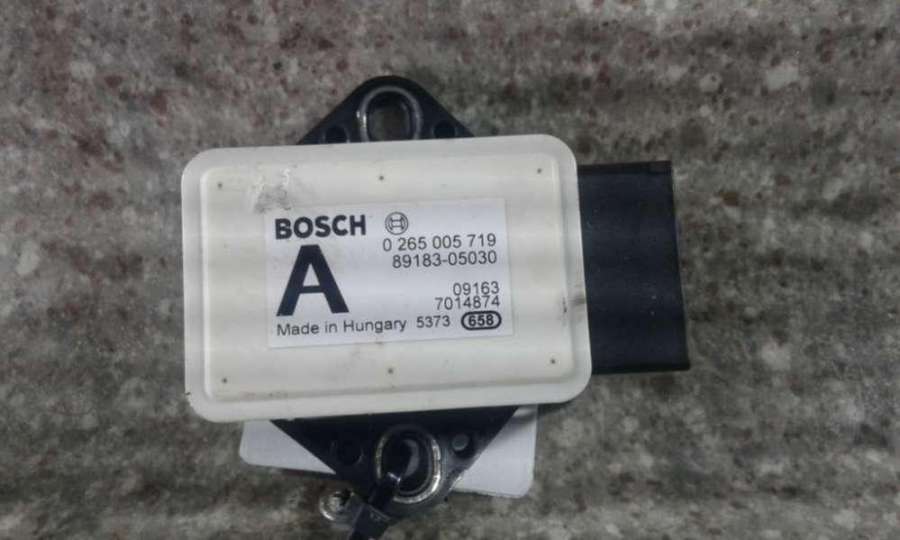 BOSCH
0 265 005 719
89183-05030
A
09163
7014874
Made in Hungary 5373 658